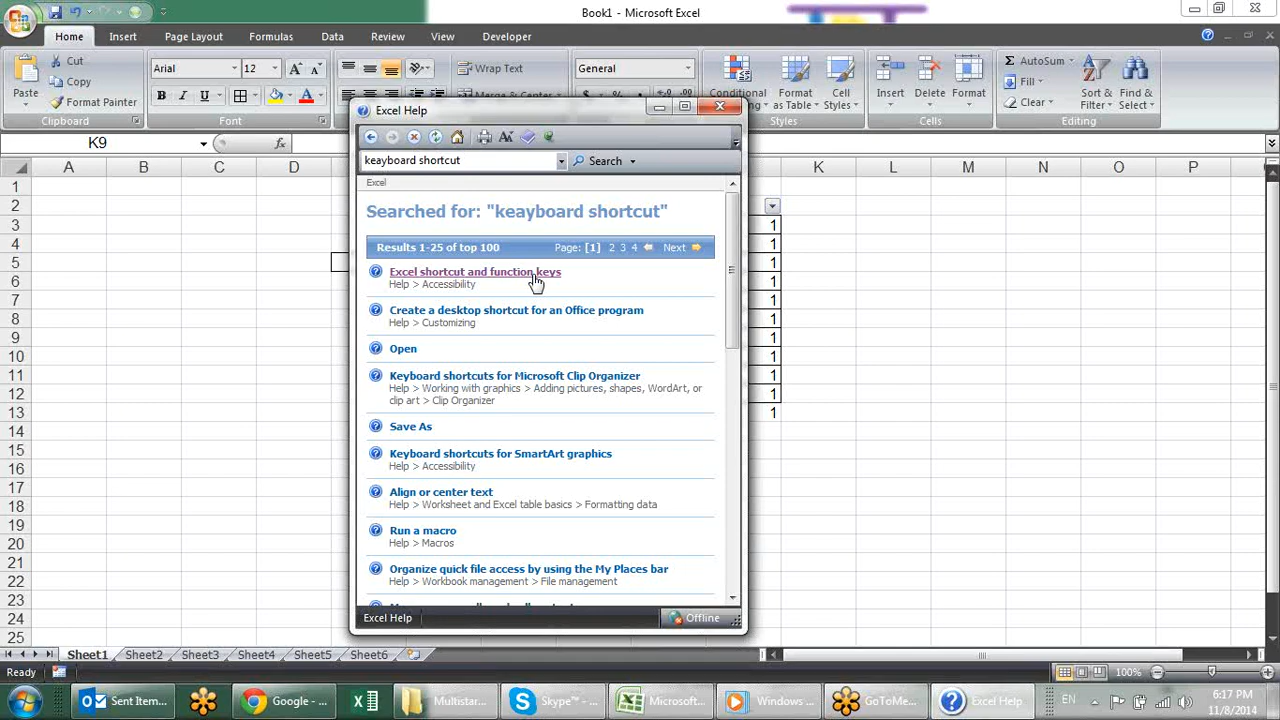 Book1 - Microsoft Excel
Home Insert Page Layout Formulas Data Review View Developer
Paste
Cut
Copy
Format Painter
Clipboard
Arial 12
B I U
Font
Wrap Text
Merge & Center
General
Conditional Formatting
Format as Table
Cell Styles
Styles
Insert Delete Format
Cells
AutoSum
Fill
Clear
Sort & Filter
Find & Select
Editing
K9
fx
A B C D K L M N O P
1
2
3 1
4 1
5 1
6 1
7 1
8 1
9 1
10 1
11 1
12 1
13 1
14
15
16
17
18
19
20
21
22
23
24
25
Excel Help
keayboard shortcut Search
Excel
Searched for: "keayboard shortcut"
Results 1-25 of top 100 Page: [1] 2 3 4 Next
Excel shortcut and function keys
Help > Accessibility
Create a desktop shortcut for an Office program
Help > Customizing
Open
Keyboard shortcuts for Microsoft Clip Organizer
Help > Working with graphics > Adding pictures, shapes, WordArt, or
clip art > Clip Organizer
Save As
Keyboard shortcuts for SmartArt graphics
Help > Accessibility
Align or center text
Help > Worksheet and Excel table basics > Formatting data
Run a macro
Help > Macros
Organize quick file access by using the My Places bar
Help > Workbook management > File management
Excel Help Offline
Sheet1 Sheet2 Sheet3 Sheet4 Sheet5 Sheet6
Ready 100%
Sent Item... Multistar... Skype™ - ... Microsoft... Windows ... GoToMe... Excel Help EN
6:17 PM
11/8/2014